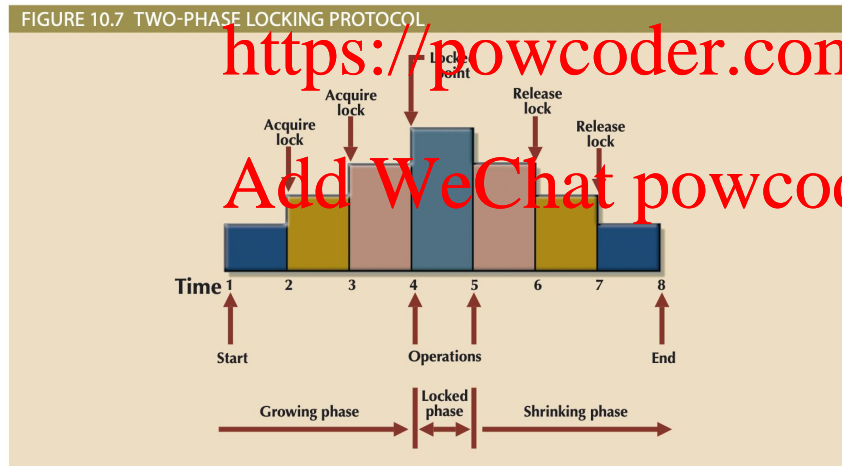 FIGURE 10.7 TWO-PHASE LOCKING PROTOCOL
https://powcoder.com
Locked
point
Acquire
lock
Acquire
lock
Release
lock
Release
lock
Add WeChat powco
Time 1 2 3 4 5 6 7 8
Start
Operations
End
Growing phase
Locked
phase
Shrinking phase